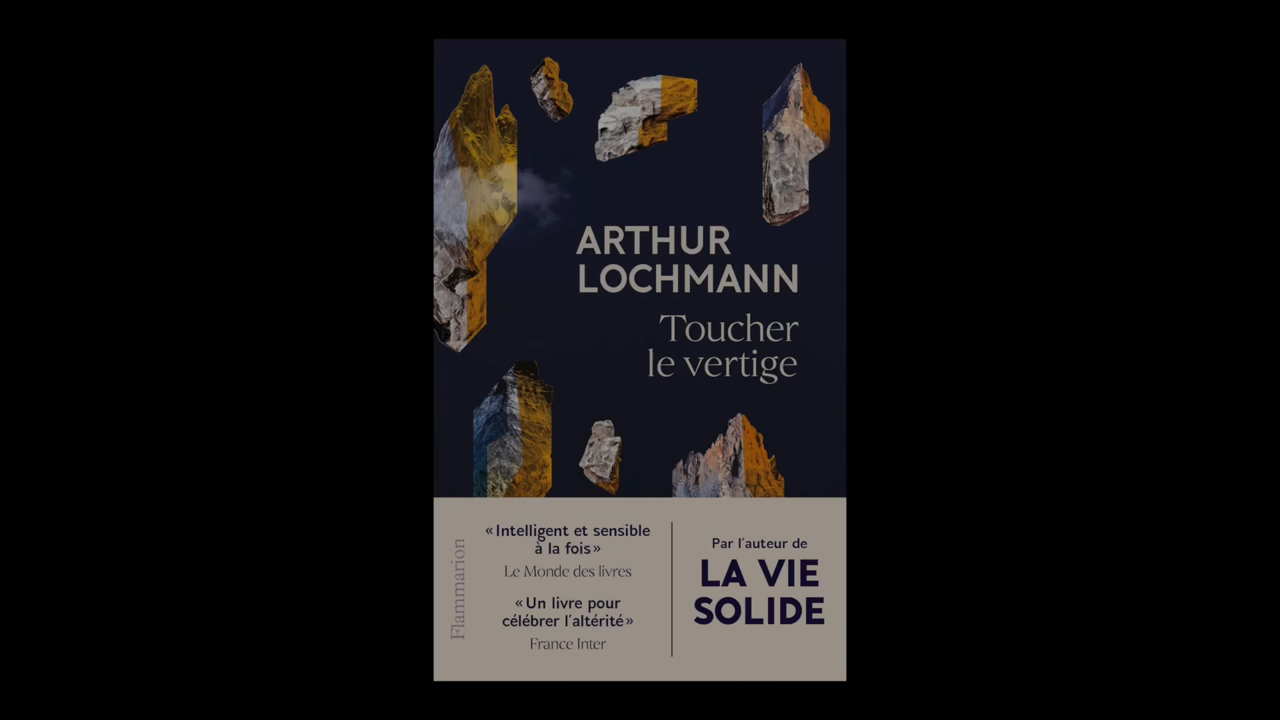 ARTHUR
LOCHMANN
Toucher
le vertige
«Intelligent et sensible
à la fois»
Le Monde des livres
«Un livre pour
célébrer l'altérité»
France Inter
Par l'auteur de
LA VIE
SOLIDE
Flammarion